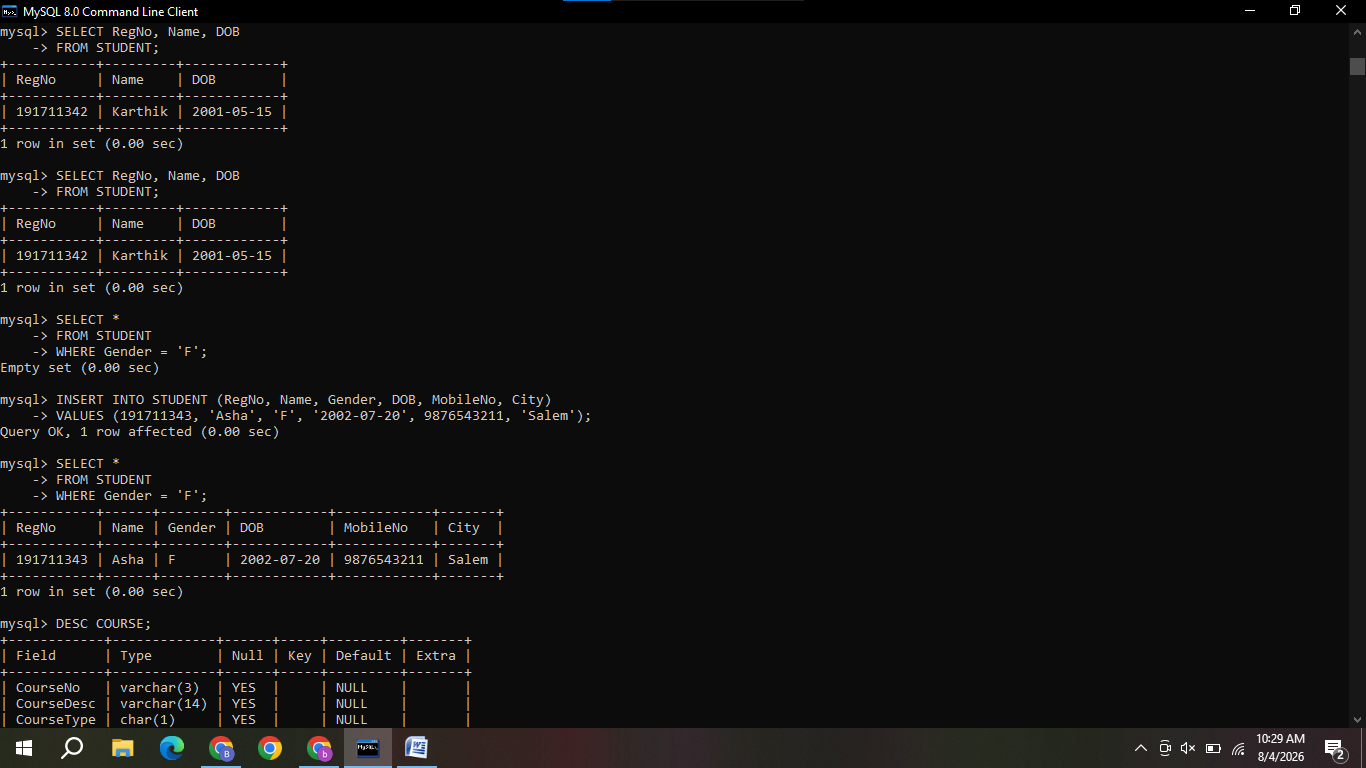 MySQL 8.0 Command Line Client
mysql> SELECT RegNo, Name, DOB
    -> FROM STUDENT;
+-----------+---------+------------+
| RegNo     | Name    | DOB        |
+-----------+---------+------------+
| 191711342 | Karthik | 2001-05-15 |
+-----------+---------+------------+
1 row in set (0.00 sec)

mysql> SELECT RegNo, Name, DOB
    -> FROM STUDENT;
+-----------+---------+------------+
| RegNo     | Name    | DOB        |
+-----------+---------+------------+
| 191711342 | Karthik | 2001-05-15 |
+-----------+---------+------------+
1 row in set (0.00 sec)

mysql> SELECT *
    -> FROM STUDENT
    -> WHERE Gender = 'F';
Empty set (0.00 sec)

mysql> INSERT INTO STUDENT (RegNo, Name, Gender, DOB, MobileNo, City)
    -> VALUES (191711343, 'Asha', 'F', '2002-07-20', 9876543211, 'Salem');
Query OK, 1 row affected (0.00 sec)

mysql> SELECT *
    -> FROM STUDENT
    -> WHERE Gender = 'F';
+-----------+------+--------+------------+------------+-------+
| RegNo     | Name | Gender | DOB        | MobileNo   | City  |
+-----------+------+--------+------------+------------+-------+
| 191711343 | Asha | F      | 2002-07-20 | 9876543211 | Salem |
+-----------+------+--------+------------+------------+-------+
1 row in set (0.00 sec)

mysql> DESC COURSE;
+------------+-------------+------+-----+---------+-------+
| Field      | Type        | Null | Key | Default | Extra |
+------------+-------------+------+-----+---------+-------+
| CourseNo   | varchar(3)  | YES  |     | NULL    |       |
| CourseDesc | varchar(14) | YES  |     | NULL    |       |
| CourseType | char(1)     | YES  |     | NULL    |       |
10:29 AM
8/4/2026
2